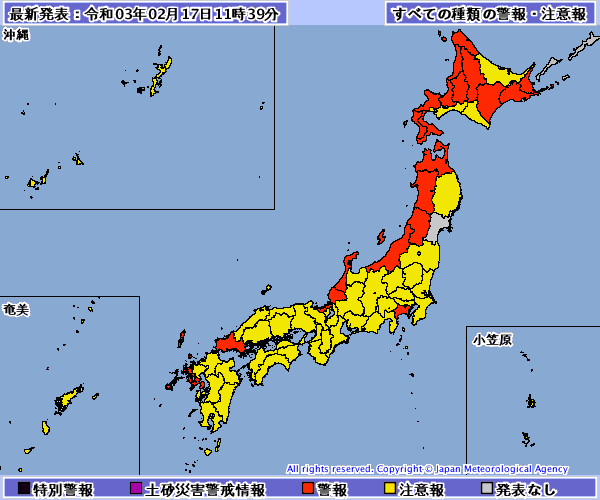 最新発表：令和03年02月17日11時39分
すべての種類の警報・注意報
沖縄
奄美
小笠原
All rights reserved. Copyright © Japan Meteorological Agency
特別警報 土砂災害警戒情報 警報 注意報 発表なし